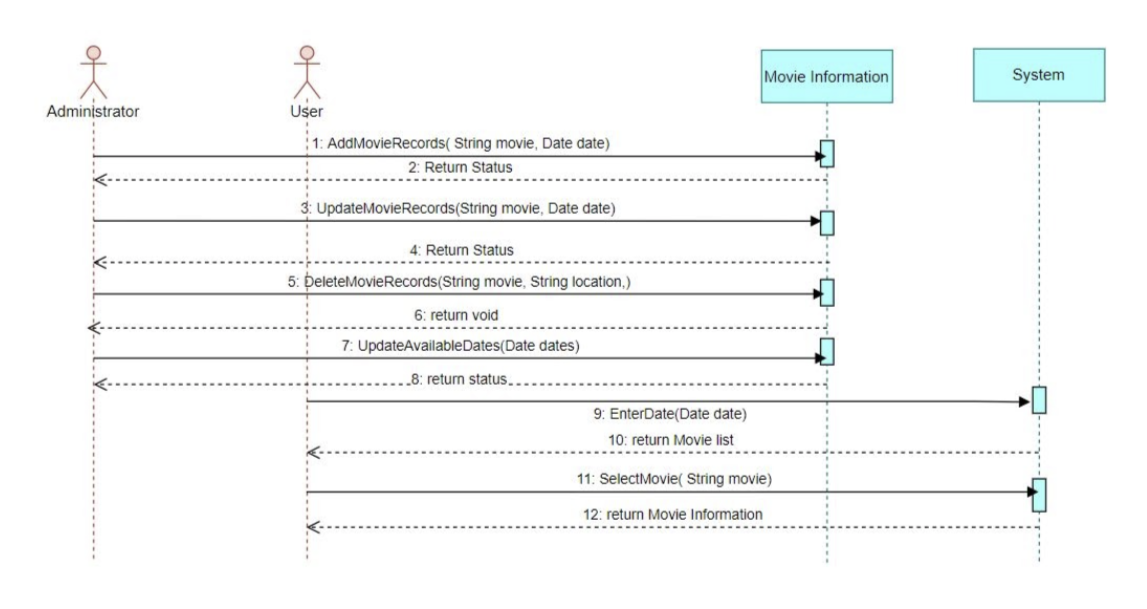 Administrator
User
Movie Information
System
1: AddMovieRecords( String movie, Date date)
2: Return Status
3: UpdateMovieRecords(String movie, Date date)
4: Return Status
5: DeleteMovieRecords(String movie, String location,)
6: return void
7: UpdateAvailableDates(Date dates)
8: return status
9: EnterDate(Date date)
10: return Movie list
11: SelectMovie( String movie)
12: return Movie Information